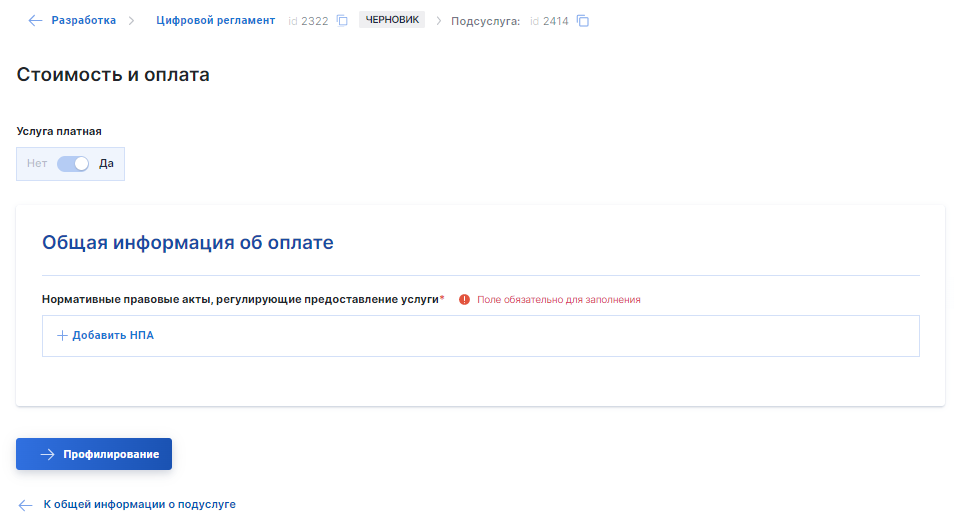 Разработка Цифровой регламент id 2322 ЧЕРНОВИК Подсуслуга: id 2414
Стоимость и оплата
Услуга платная
Нет Да
Общая информация об оплате
Нормативные правовые акты, регулирующие предоставление услуги* Поле обязательно для заполнения
Добавить НПА
Профилирование
К общей информации о подуслуге